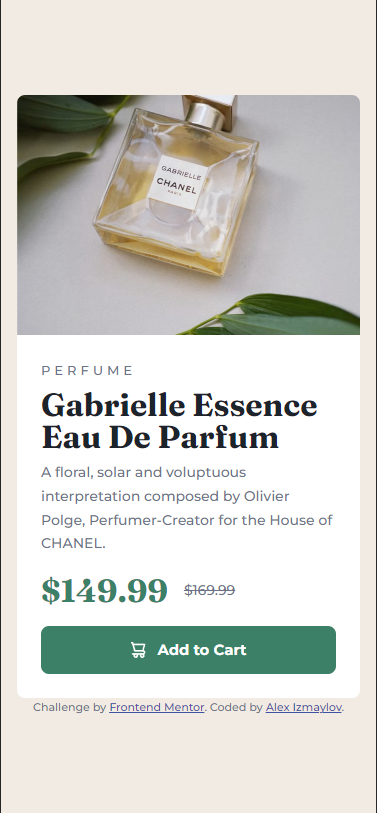 GABRIELLE
CHANEL
PARIS
PERFUME
Gabrielle Essence
Eau De Parfum
A floral, solar and voluptuous
interpretation composed by Olivier
Polge, Perfumer-Creator for the House of
CHANEL.
$149.99 $169.99
Add to Cart
Challenge by Frontend Mentor. Coded by Alex Izmaylov.